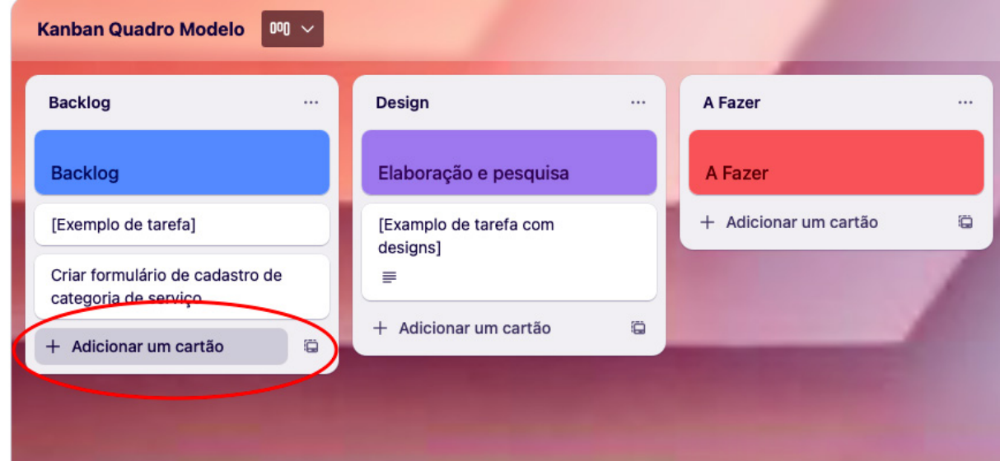 Kanban Quadro Modelo
Backlog
Backlog
[Exemplo de tarefa]
Criar formulário de cadastro de
categoria de serviço
+ Adicionar um cartão
Design
Elaboração e pesquisa
[Examplo de tarefa com
designs]
+ Adicionar um cartão
A Fazer
A Fazer
+ Adicionar um cartão